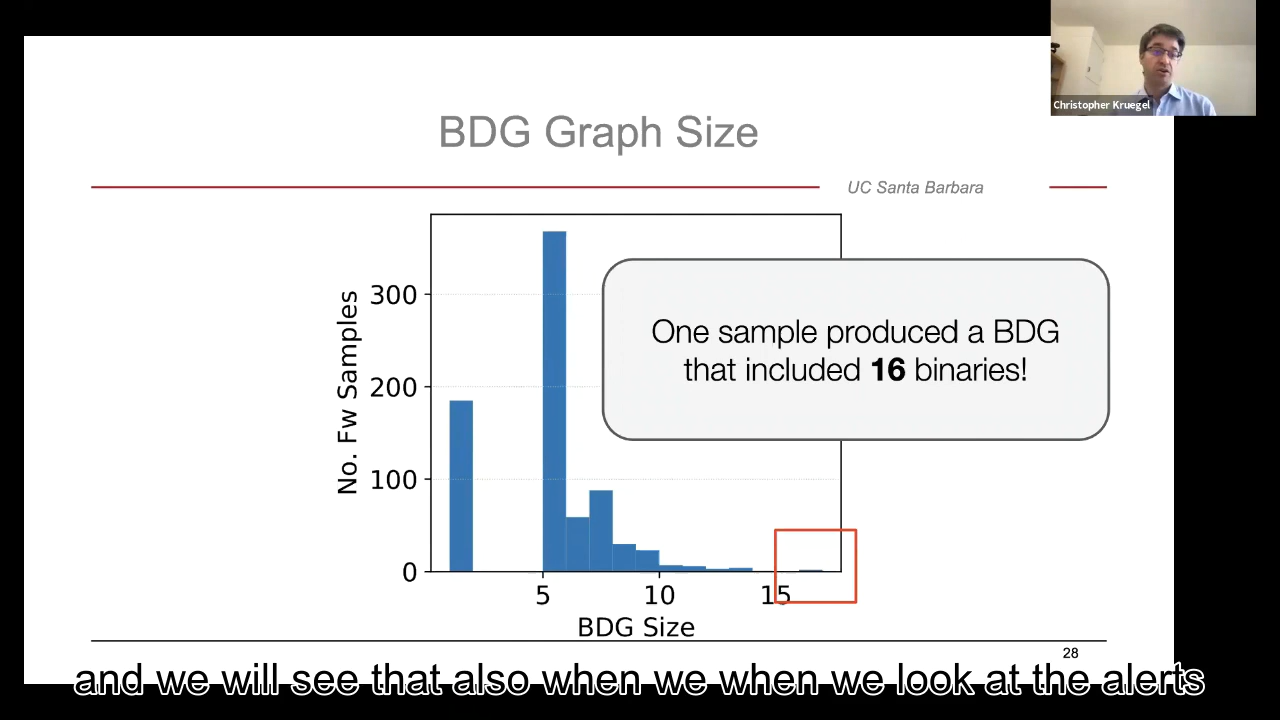 Christopher Kruegel
BDG Graph Size
UC Santa Barbara
No. Fw Samples
300
200
100
0
5
10
15
BDG Size
One sample produced a BDG
that included 16 binaries!
28
and we will see that also when we when we look at the alerts